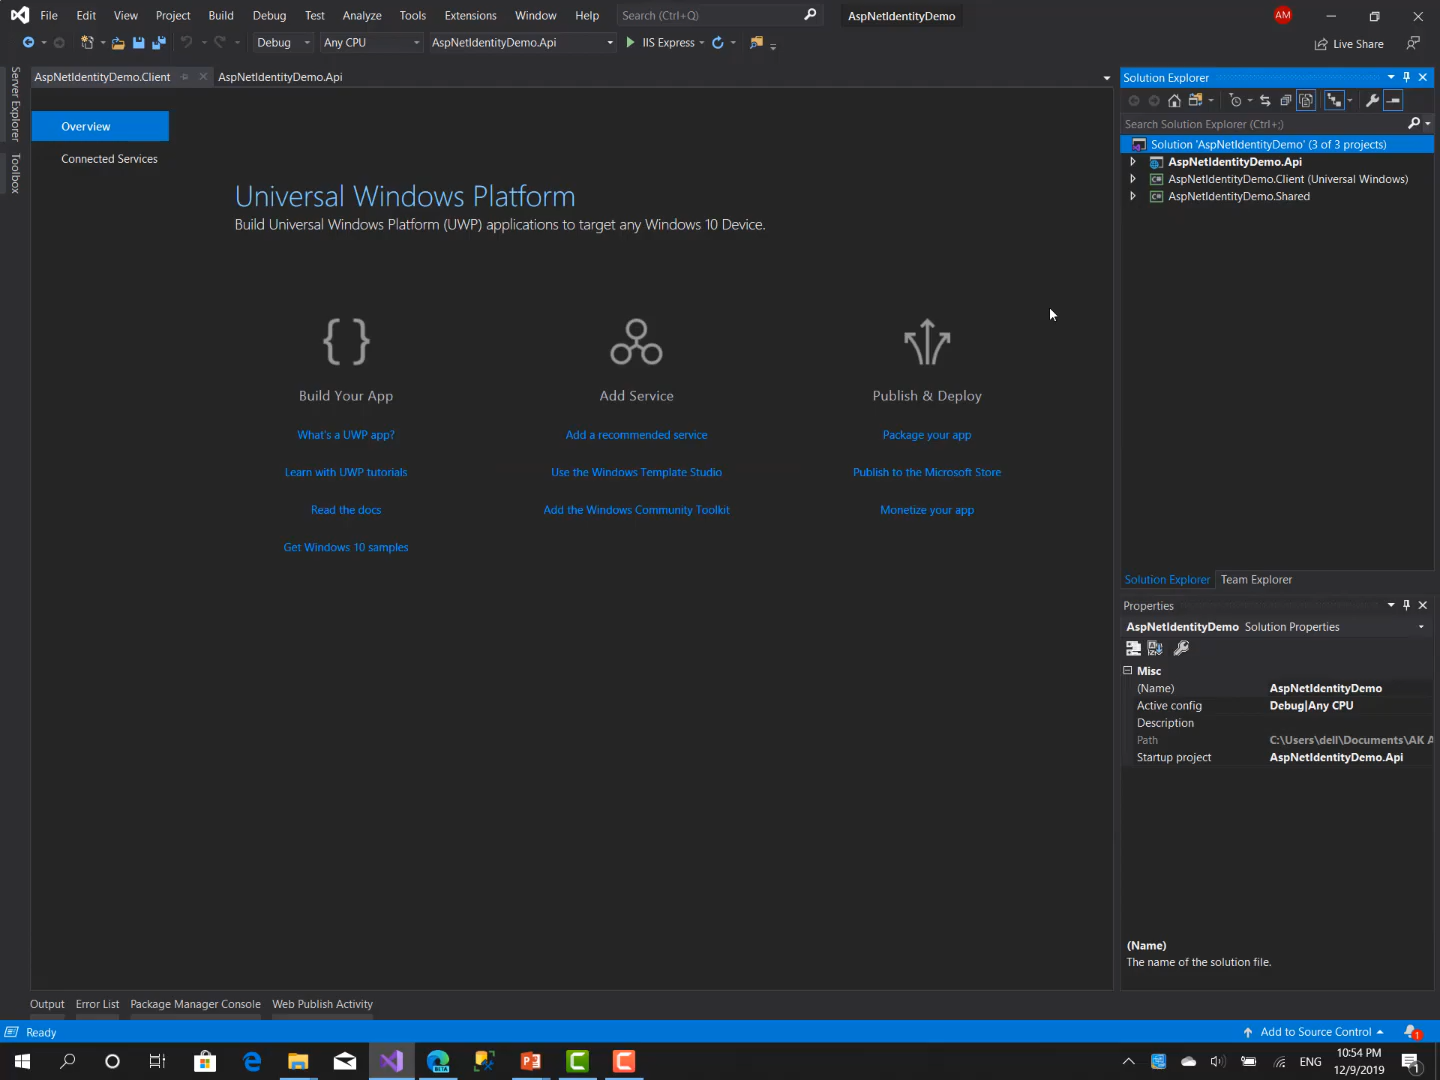 File Edit View Project Build Debug Test Analyze Tools Extensions Window Help Search (Ctrl+Q) AspNetIdentityDemo AM
Debug Any CPU AspNetIdentityDemo.Api IIS Express Live Share
Server Explorer
Toolbox
AspNetIdentityDemo.Client AspNetIdentityDemo.Api
Overview
Connected Services
Universal Windows Platform
Build Universal Windows Platform (UWP) applications to target any Windows 10 Device.
Build Your App
What's a UWP app?
Learn with UWP tutorials
Read the docs
Get Windows 10 samples
Add Service
Add a recommended service
Use the Windows Template Studio
Add the Windows Community Toolkit
Publish & Deploy
Package your app
Publish to the Microsoft Store
Monetize your app
Solution Explorer
Search Solution Explorer (Ctrl+;)
Solution 'AspNetIdentityDemo' (3 of 3 projects)
AspNetIdentityDemo.Api
AspNetIdentityDemo.Client (Universal Windows)
AspNetIdentityDemo.Shared
Solution Explorer Team Explorer
Properties
AspNetIdentityDemo Solution Properties
Misc
(Name) AspNetIdentityDemo
Active config Debug|Any CPU
Description
Path C:\Users\dell\Documents\AK A
Startup project AspNetIdentityDemo.Api
(Name)
The name of the solution file.
Output Error List Package Manager Console Web Publish Activity
Ready Add to Source Control 1
BETA ENG 10:54 PM 1
12/9/2019